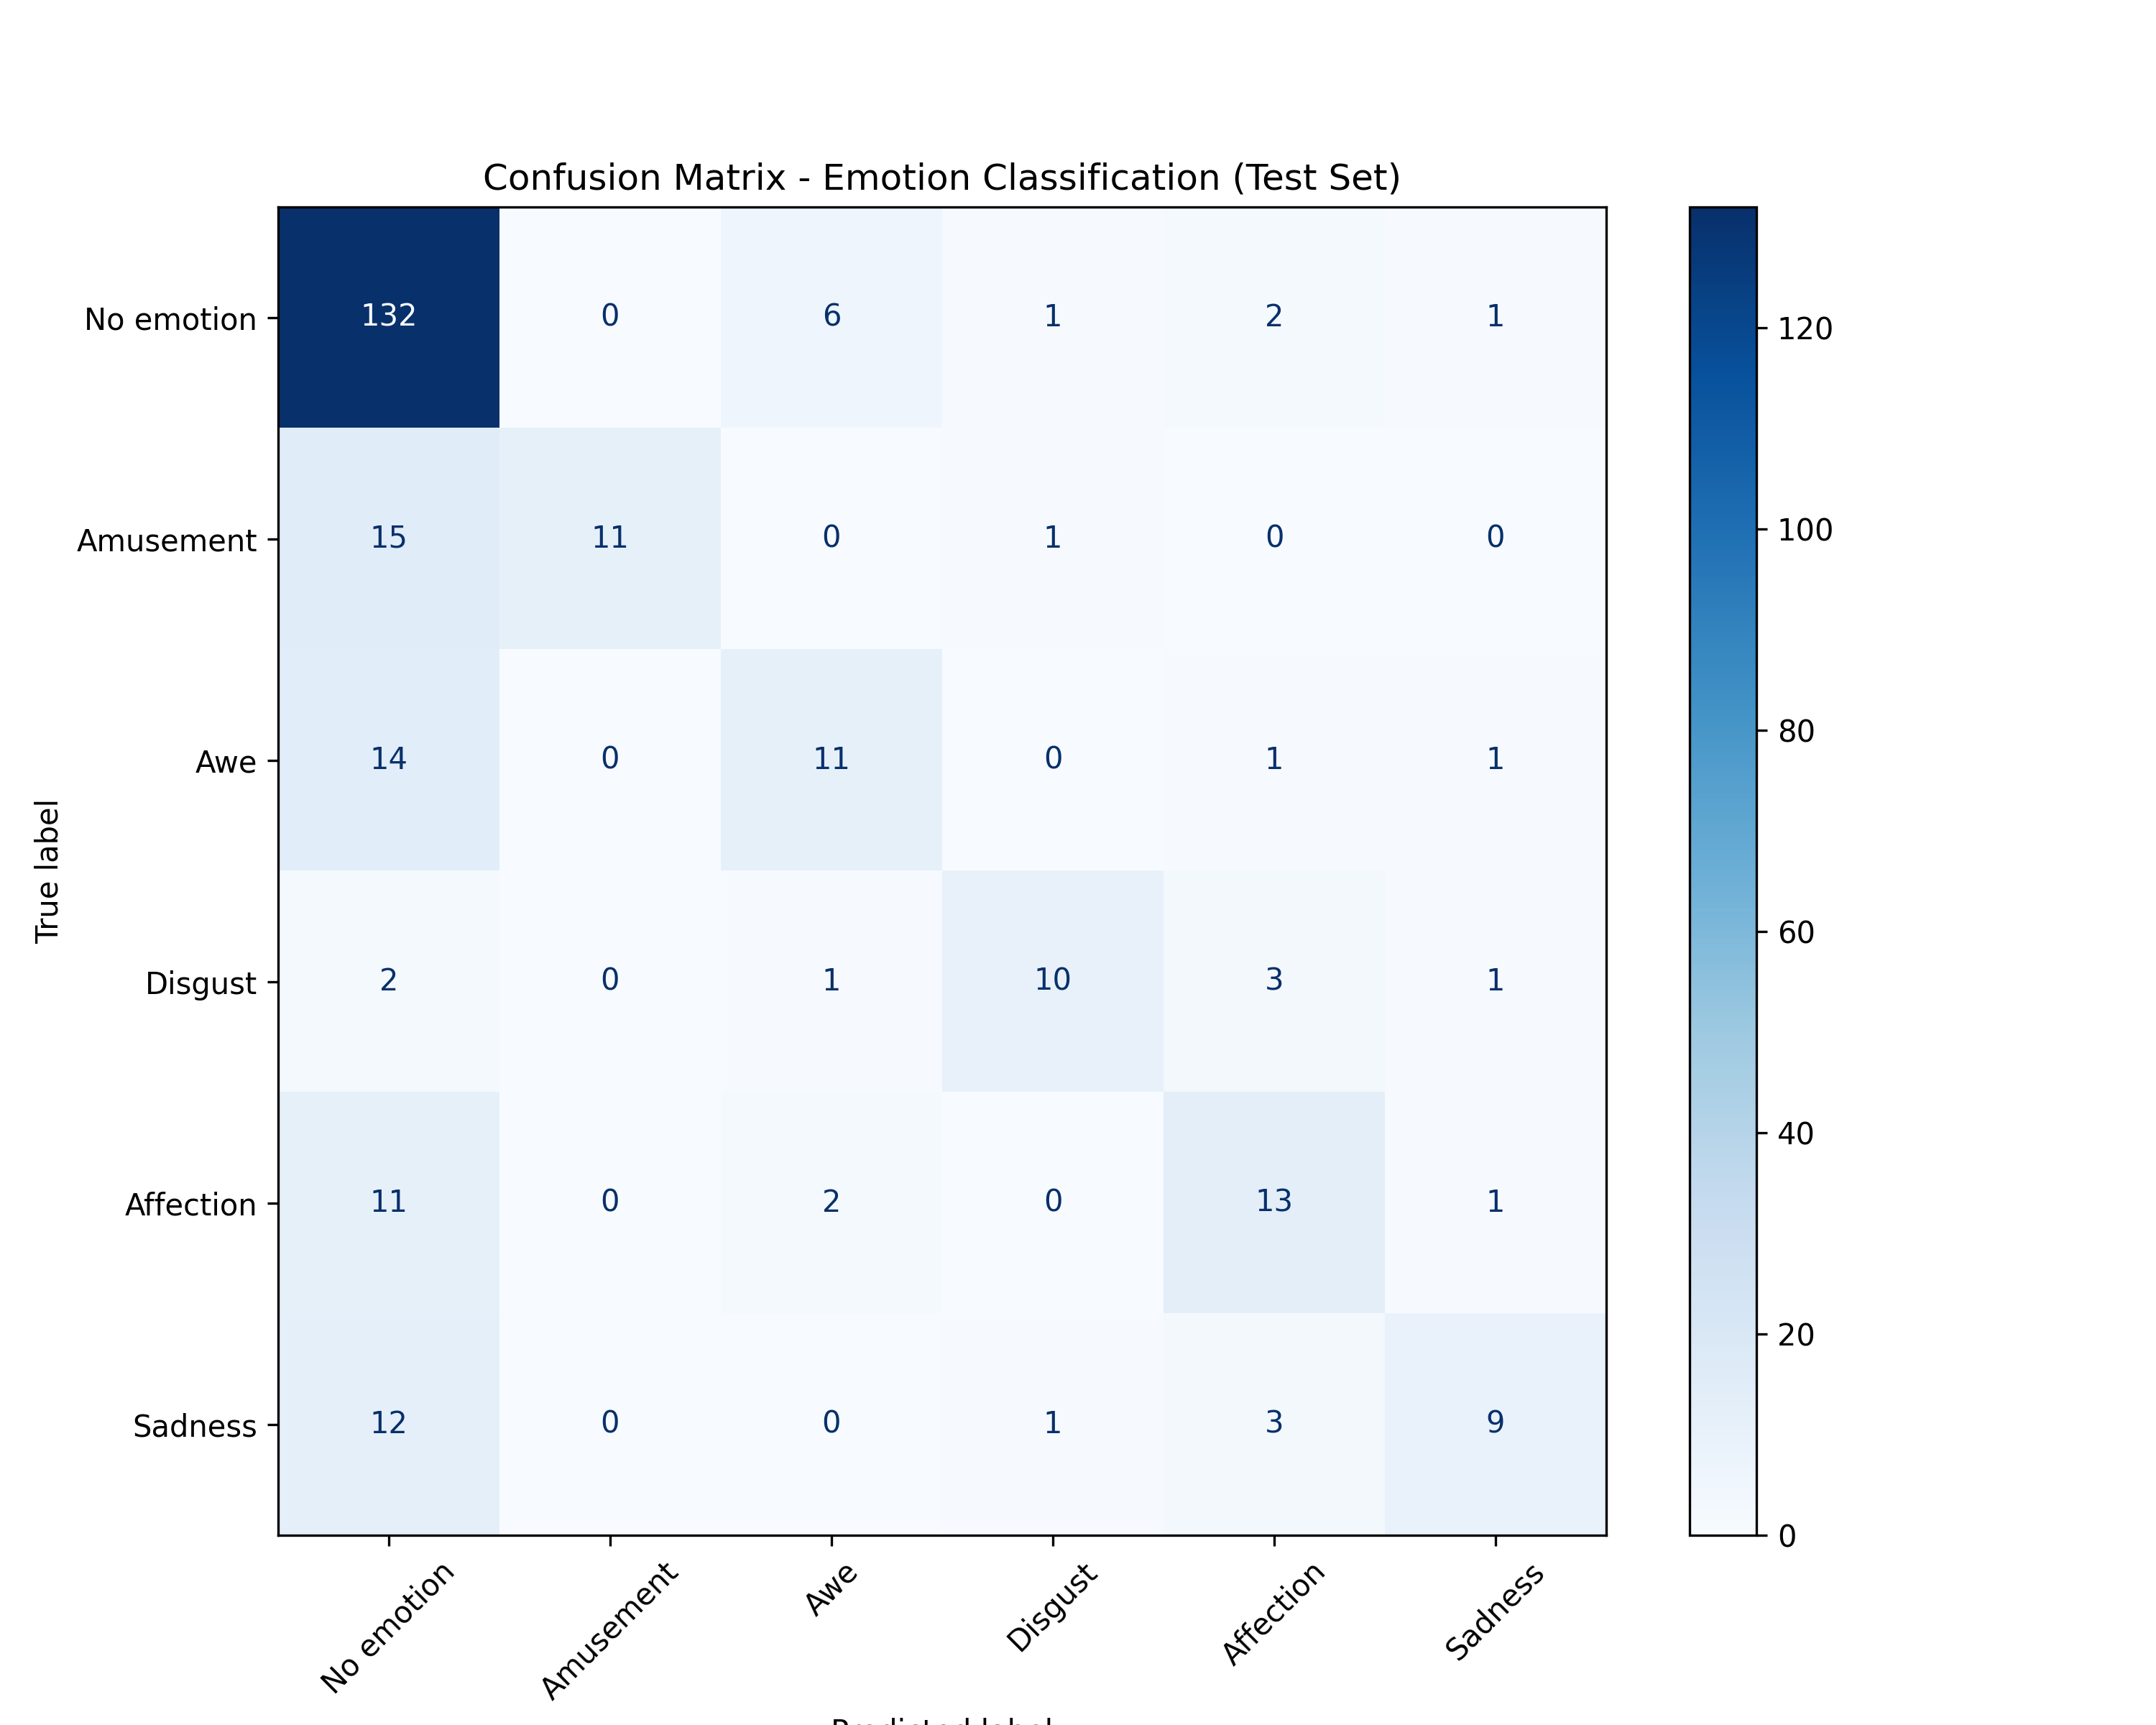 Confusion Matrix - Emotion Classification (Test Set)
No emotion 132 0 6 1 2 1
Amusement 15 11 0 1 0 0
Awe 14 0 11 0 1 1
Disgust 2 0 1 10 3 1
Affection 11 0 2 0 13 1
Sadness 12 0 0 1 3 9
True label
No emotion Amusement Awe Disgust Affection Sadness
Predicted label
120
100
80
60
40
20
0